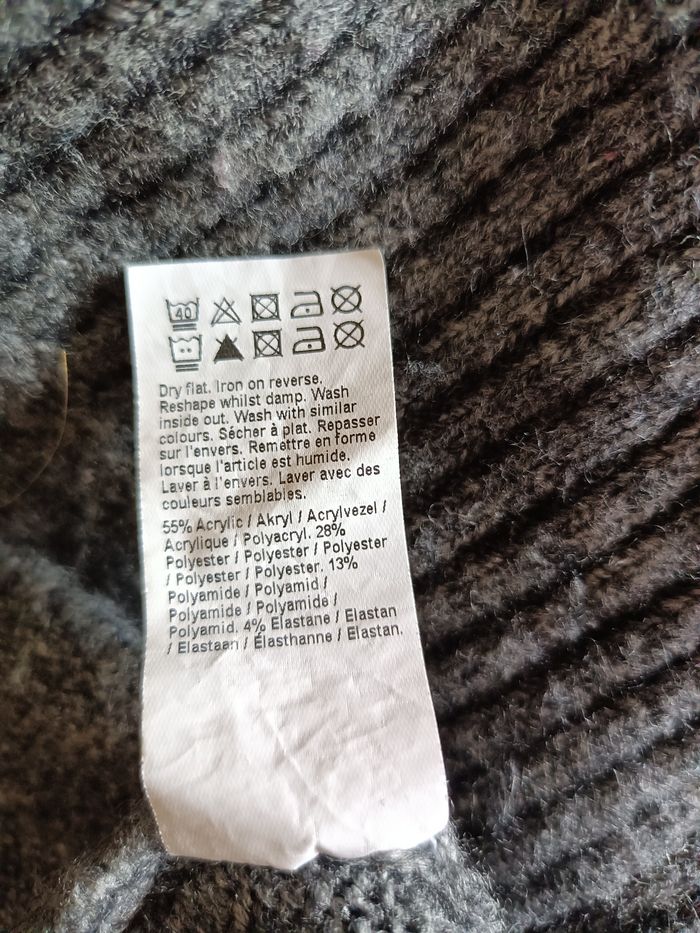 40
Dry flat. Iron on reverse.
Reshape whilst damp. Wash
inside out. Wash with similar
colours. Sécher à plat. Repasser
sur l'envers. Remettre en forme
lorsque l'article est humide.
Laver à l'envers. Laver avec des
couleurs semblables.
55% Acrylic / Akryl / Acrylvezel /
Acrylique / Polyacryl. 28%
Polyester / Polyester / Polyester
/ Polyester / Polyester. 13%
Polyamide / Polyamid /
Polyamide / Polyamide /
Polyamid. 4% Elastane / Elastan
/ Elastaan / Élasthanne / Elastan.